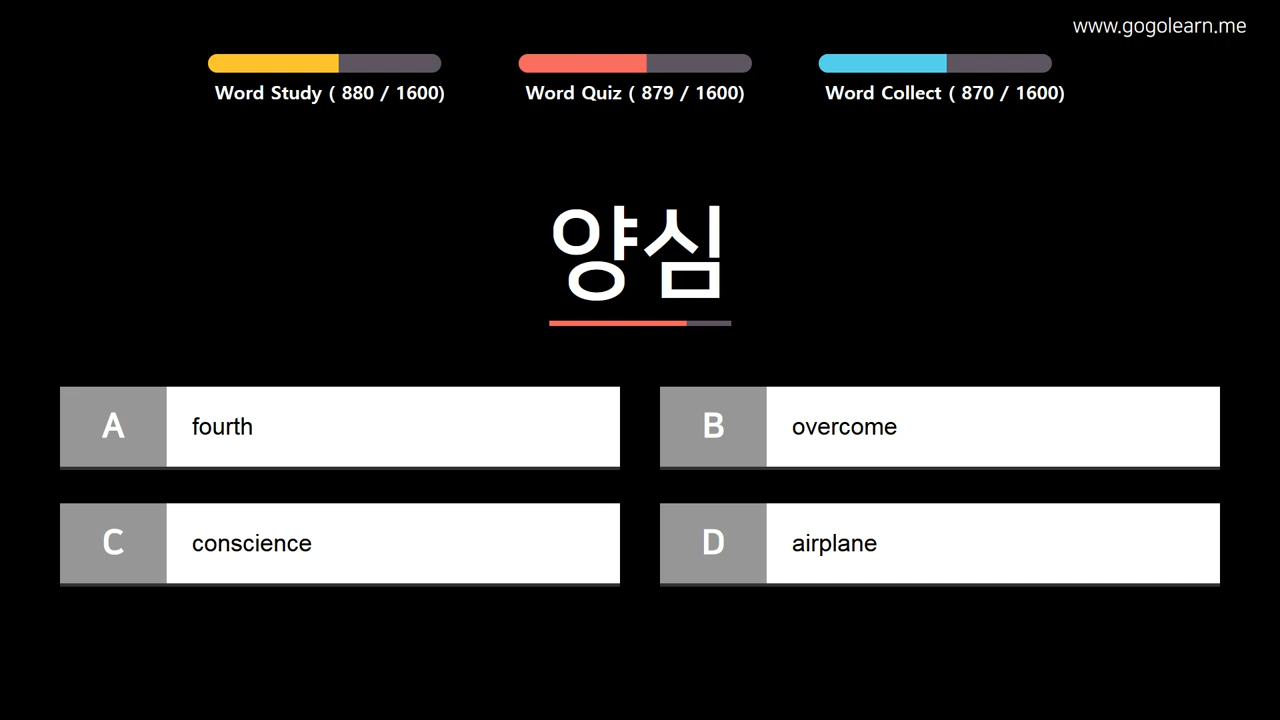 www.gogolearn.me
Word Study ( 880 / 1600)
Word Quiz ( 879 / 1600)
Word Collect ( 870 / 1600)
양심
A fourth
B overcome
C conscience
D airplane